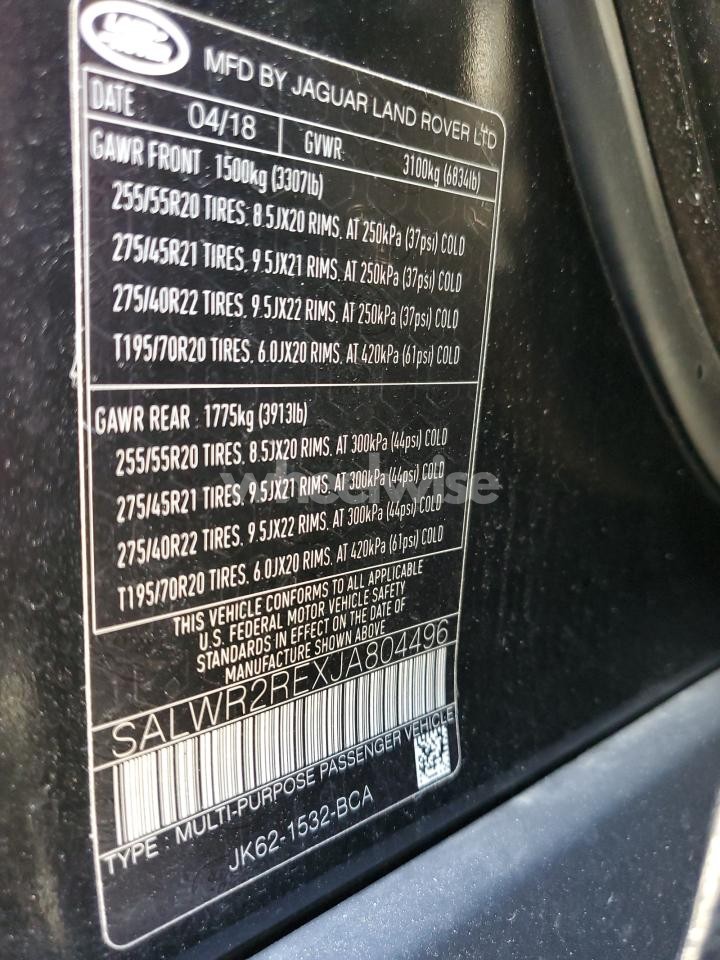 LAND
ROVER
MFD BY JAGUAR LAND ROVER LTD
DATE: 04/18 GVWR: 3100kg (6834lb)
GAWR FRONT: 1500kg (3307lb)
255/55R20 TIRES, 8.5JX20 RIMS, AT 250kPa (37psi) COLD
275/45R21 TIRES, 9.5JX21 RIMS, AT 250kPa (37psi) COLD
275/40R22 TIRES, 9.5JX22 RIMS, AT 250kPa (37psi) COLD
T195/70R20 TIRES, 6.0JX20 RIMS, AT 420kPa (61psi) COLD
GAWR REAR: 1775kg (3913lb)
255/55R20 TIRES, 8.5JX20 RIMS, AT 300kPa (44psi) COLD
275/45R21 TIRES, 9.5JX21 RIMS, AT 300kPa (44psi) COLD
wheelwise
275/40R22 TIRES, 9.5JX22 RIMS, AT 300kPa (44psi) COLD
T195/70R20 TIRES, 6.0JX20 RIMS, AT 420kPa (61psi) COLD
THIS VEHICLE CONFORMS TO ALL APPLICABLE
U.S. FEDERAL MOTOR VEHICLE SAFETY
STANDARDS IN EFFECT ON THE DATE OF
MANUFACTURE SHOWN ABOVE
SALWR2REXJA804496
TYPE: MULTI-PURPOSE PASSENGER VEHICLE
JK62-1532-BCA